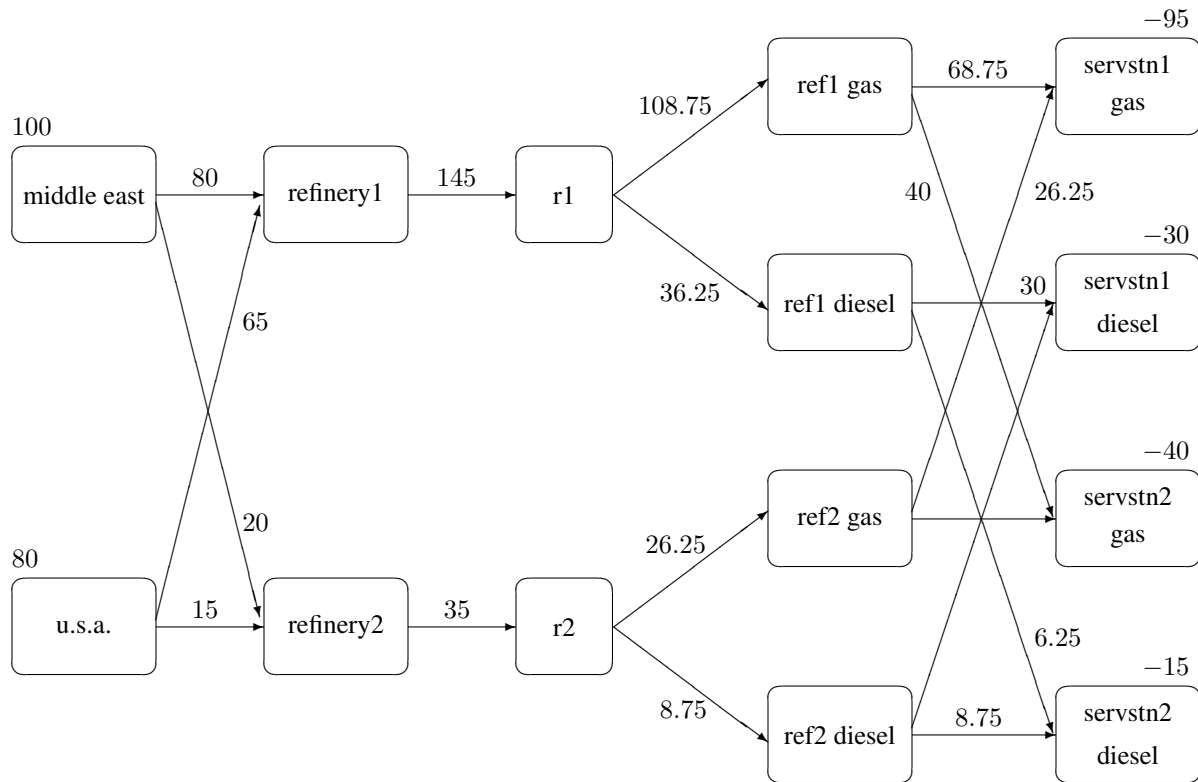 −95
ref1 gas
68.75
servstn1
gas
108.75
100
middle east
80
refinery1
145
r1
40
26.25
−30
36.25
ref1 diesel
30
servstn1
diesel
65
−40
20
ref2 gas
servstn2
gas
26.25
80
u.s.a.
15
refinery2
35
r2
6.25
−15
8.75
ref2 diesel
8.75
servstn2
diesel